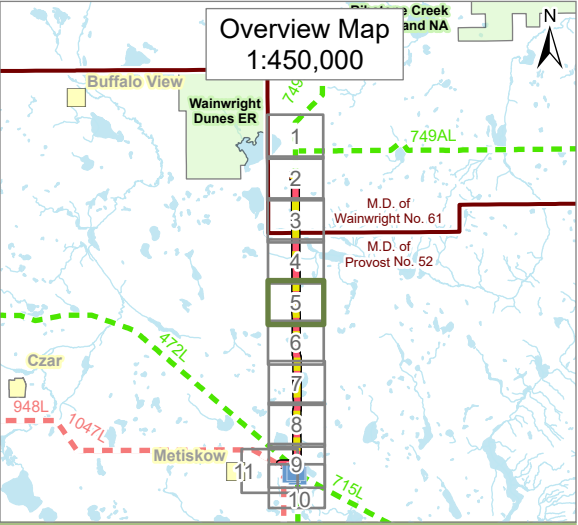 Creek
and NA
N
Overview Map
1:450,000
Buffalo View
Wainwright
Dunes ER
749
749AL
1
2
M.D. of
Wainwright No. 61
3
M.D. of
Provost No. 52
4
5
6
472L
Czar
7
948L
1047L
8
Metiskow
9
11
715L
10